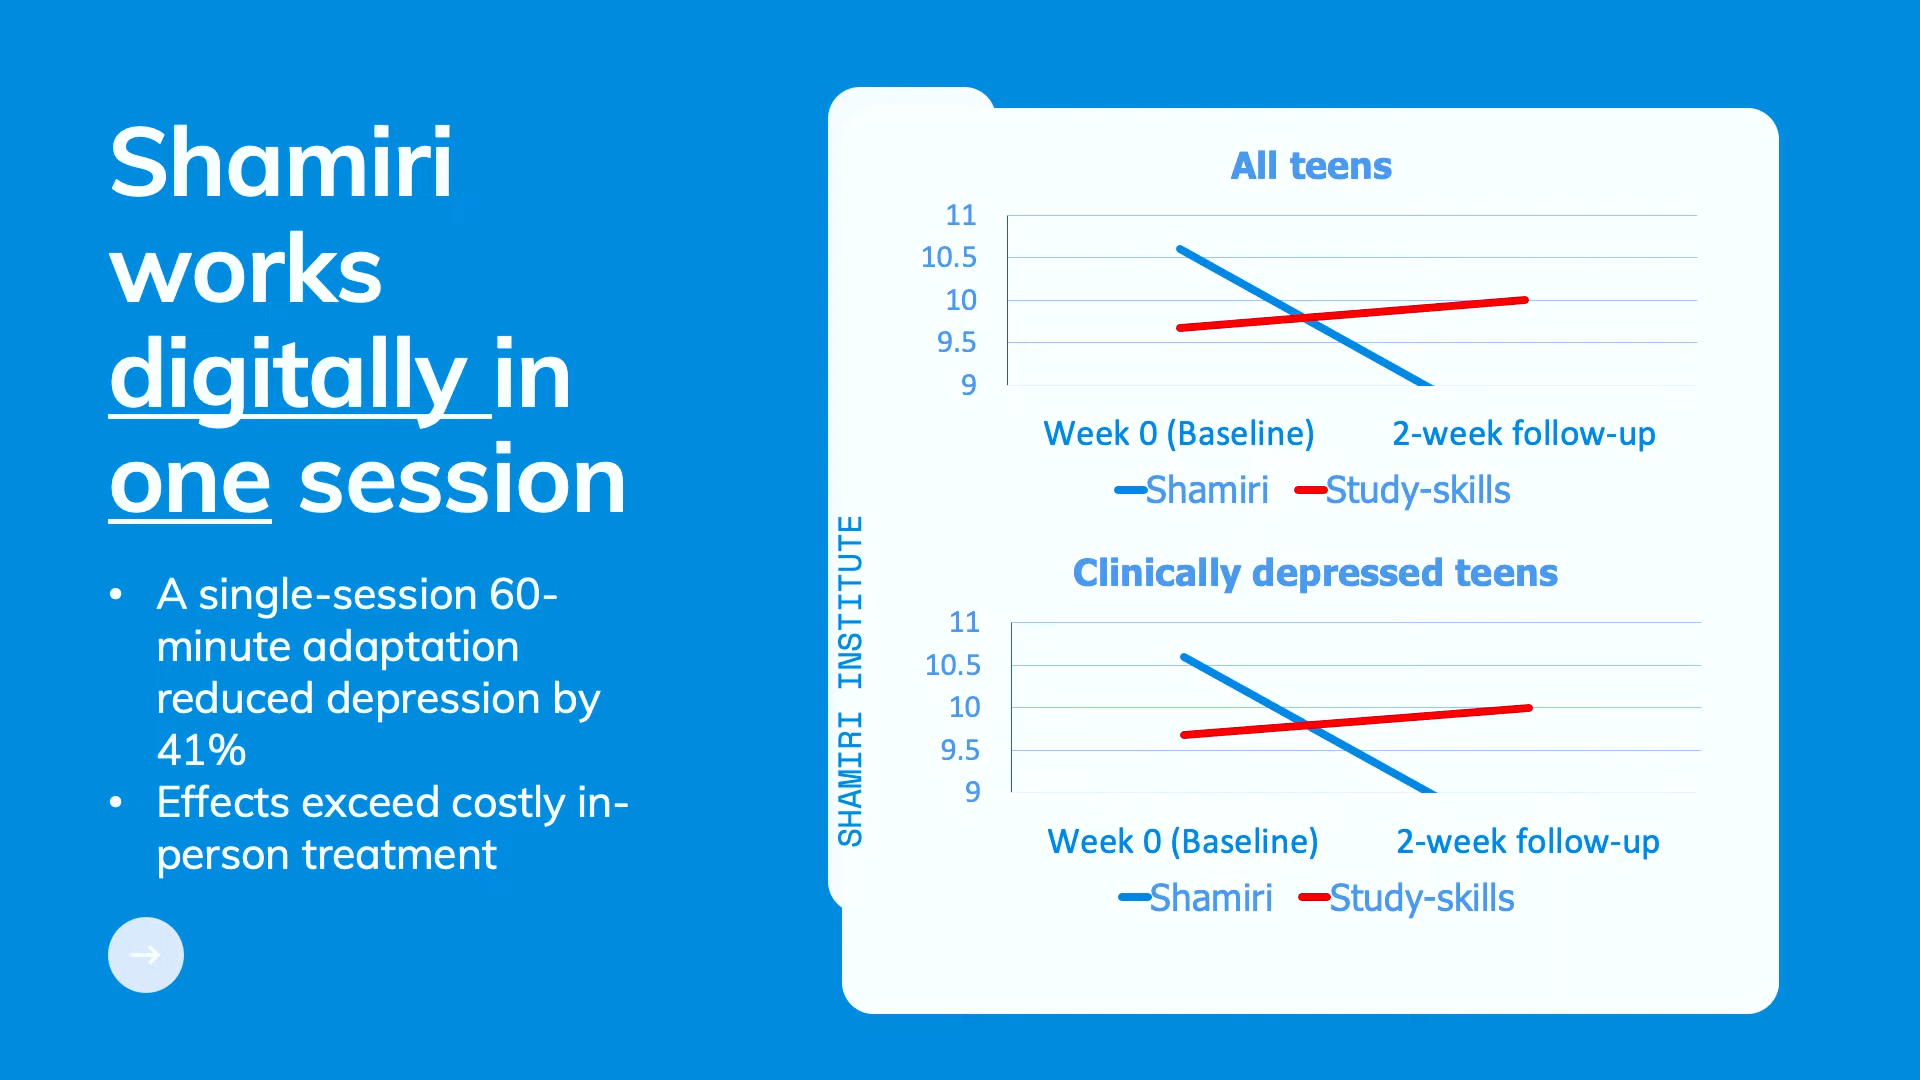 Shamiri
works
digitally in
one session
• A single-session 60-
minute adaptation
reduced depression by
41%
• Effects exceed costly in-
person treatment
SHAMIRI INSTITUTE
All teens
11
10.5
10
9.5
9
Week 0 (Baseline) 2-week follow-up
Shamiri Study-skills
Clinically depressed teens
11
10.5
10
9.5
9
Week 0 (Baseline) 2-week follow-up
Shamiri Study-skills